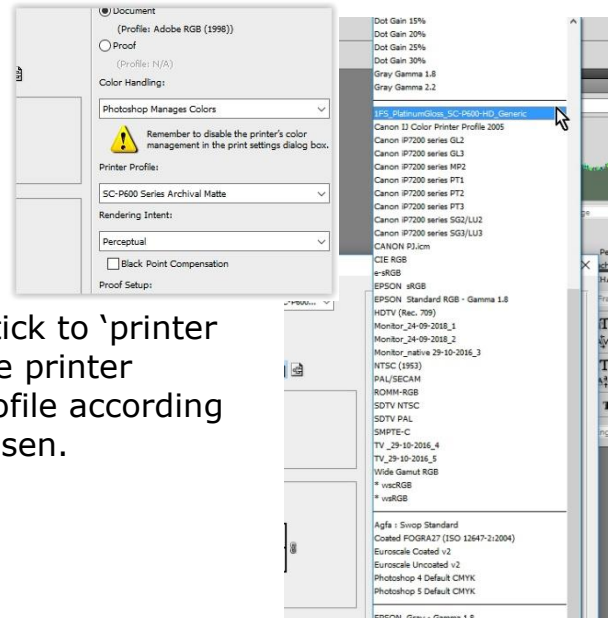 Document
(Profile: Adobe RGB (1998))
Proof
(Profile: N/A)
Color Handling:
Photoshop Manages Colors
Remember to disable the printer's color
management in the print settings dialog box.
Printer Profile:
SC-P600 Series Archival Matte
Rendering Intent:
Perceptual
Black Point Compensation
Proof Setup:
tick to ‘printer
e printer
ofile according
sen.
Dot Gain 15%
Dot Gain 20%
Dot Gain 25%
Dot Gain 30%
Gray Gamma 1.8
Gray Gamma 2.2
IFS_PlatinumGloss_SC-P600-HD_Generic
Canon IJ Color Printer Profile 2005
Canon iP7200 series GL2
Canon iP7200 series GL3
Canon iP7200 series MP2
Canon iP7200 series PT1
Canon iP7200 series PT2
Canon iP7200 series PT3
Canon iP7200 series SG2/LU2
Canon iP7200 series SG3/LU3
CANON PJ.icm
CIE RGB
e-sRGB
EPSON sRGB
EPSON Standard RGB - Gamma 1.8
HDTV (Rec. 709)
Monitor_24-09-2018_1
Monitor_24-09-2018_2
Monitor_native 29-10-2016_3
NTSC (1953)
PAL/SECAM
ROMM-RGB
SDTV NTSC
SDTV PAL
SMPTE-C
TV_29-10-2016_4
TV_29-10-2016_5
Wide Gamut RGB
* wscRGB
* wsRGB
Agfa : Swop Standard
Coated FOGRA27 (ISO 12647-2:2004)
Euroscale Coated v2
Euroscale Uncoated v2
Photoshop 4 Default CMYK
Photoshop 5 Default CMYK
EPSON Gray - Gamma 1.8